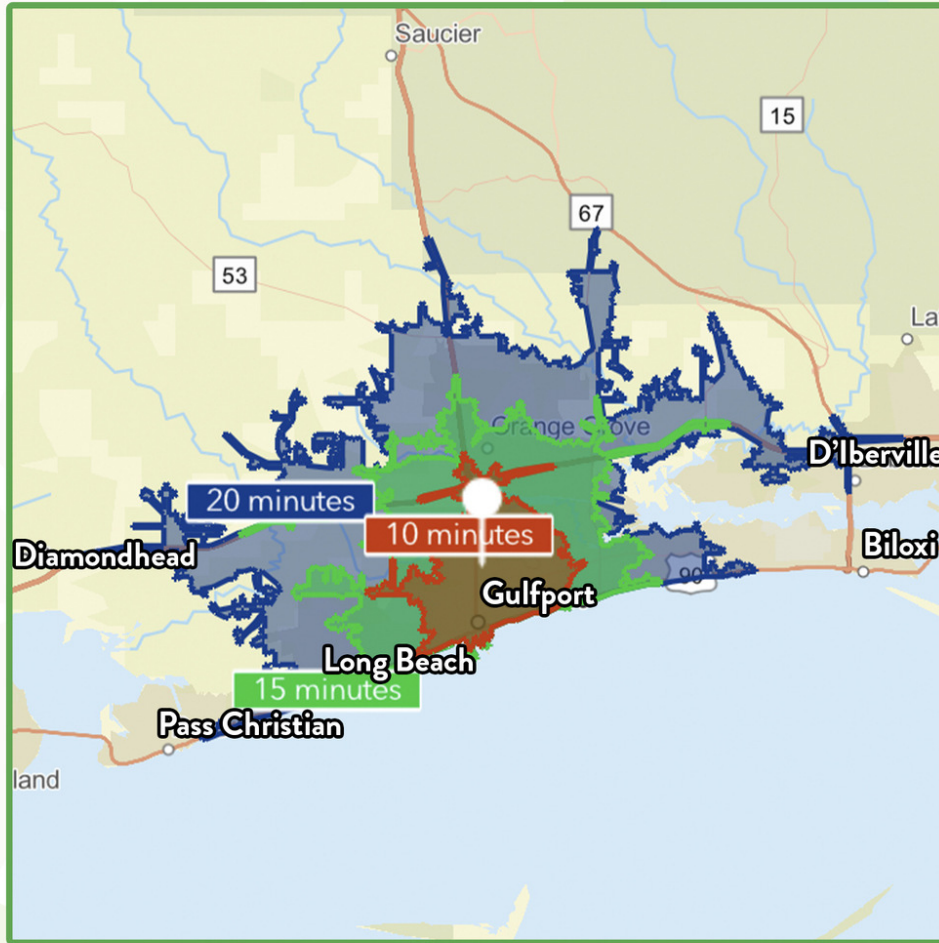 Saucier
15
67
53
La
Orange Grove
D'Iberville
20 minutes
10 minutes
Diamondhead
Biloxi
90
Gulfport
Long Beach
15 minutes
Pass Christian
land